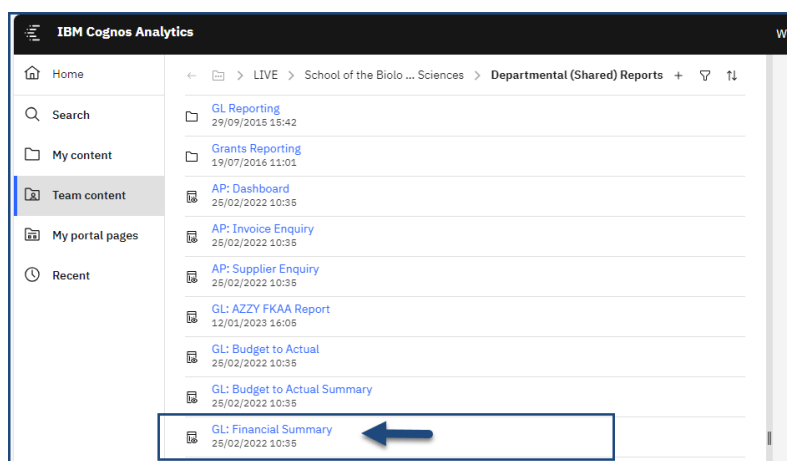 IBM Cognos Analytics
W
Home
LIVE > School of the Biolo ... Sciences > Departmental (Shared) Reports
Search
My content
Team content
My portal pages
Recent
GL Reporting
29/09/2015 15:42
Grants Reporting
19/07/2016 11:01
AP: Dashboard
25/02/2022 10:35
AP: Invoice Enquiry
25/02/2022 10:35
AP: Supplier Enquiry
25/02/2022 10:35
GL: AZZY FKAA Report
12/01/2023 16:05
GL: Budget to Actual
25/02/2022 10:35
GL: Budget to Actual Summary
25/02/2022 10:35
GL: Financial Summary
25/02/2022 10:35